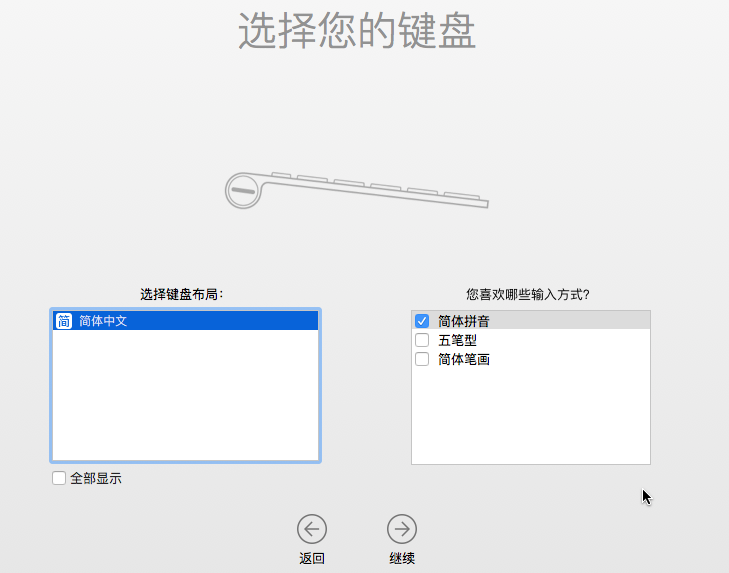 选择您的键盘
选择键盘布局:
您喜欢哪些输入方式?
简 简体中文
简体拼音
五笔型
简体笔画
全部显示
返回
继续